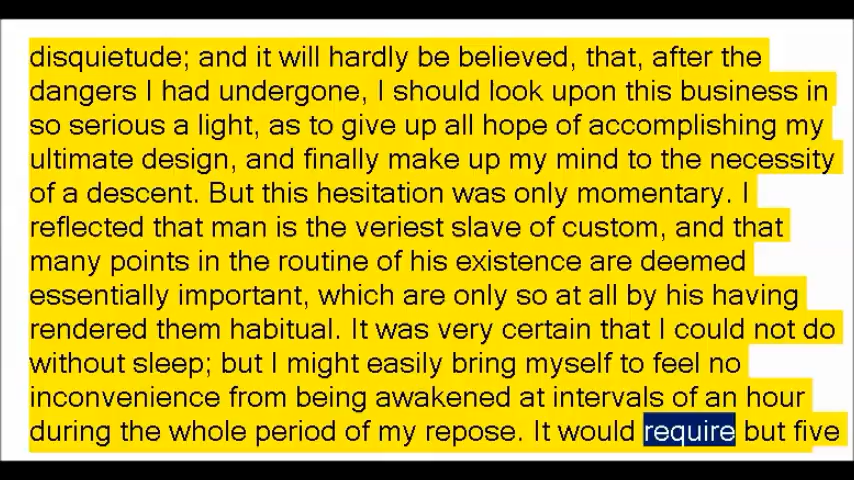 disquietude; and it will hardly be believed, that, after the
dangers I had undergone, I should look upon this business in
so serious a light, as to give up all hope of accomplishing my
ultimate design, and finally make up my mind to the necessity
of a descent. But this hesitation was only momentary. I
reflected that man is the veriest slave of custom, and that
many points in the routine of his existence are deemed
essentially important, which are only so at all by his having
rendered them habitual. It was very certain that I could not do
without sleep; but I might easily bring myself to feel no
inconvenience from being awakened at intervals of an hour
during the whole period of my repose. It would require but five